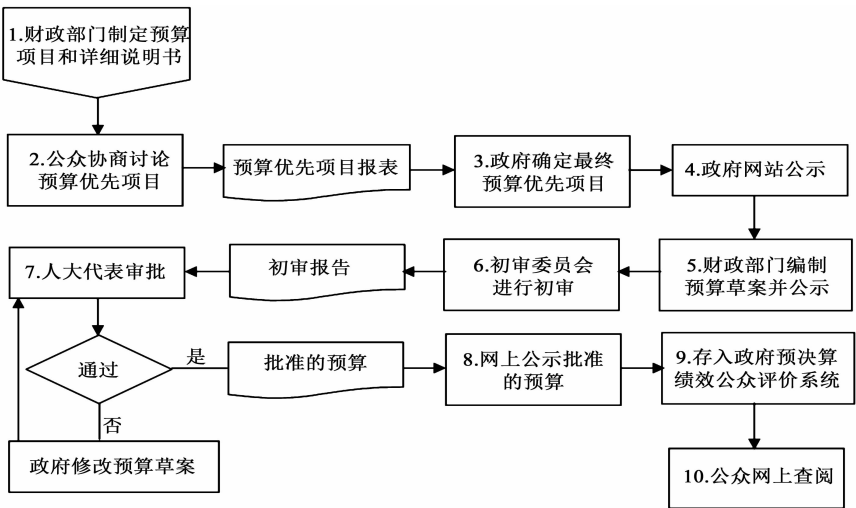 1.财政部门制定预算
项目和详细说明书
2.公众协商讨论
预算优先项目
预算优先项目报表
3.政府确定最终
预算优先项目
4.政府网站公示
5.财政部门编制
预算草案并公示
6.初审委员会
进行初审
初审报告
7.人大代表审批
通过
是
批准的预算
8.网上公示批准
的预算
9.存入政府预决算
绩效公众评价系统
否
政府修改预算草案
10.公众网上查阅